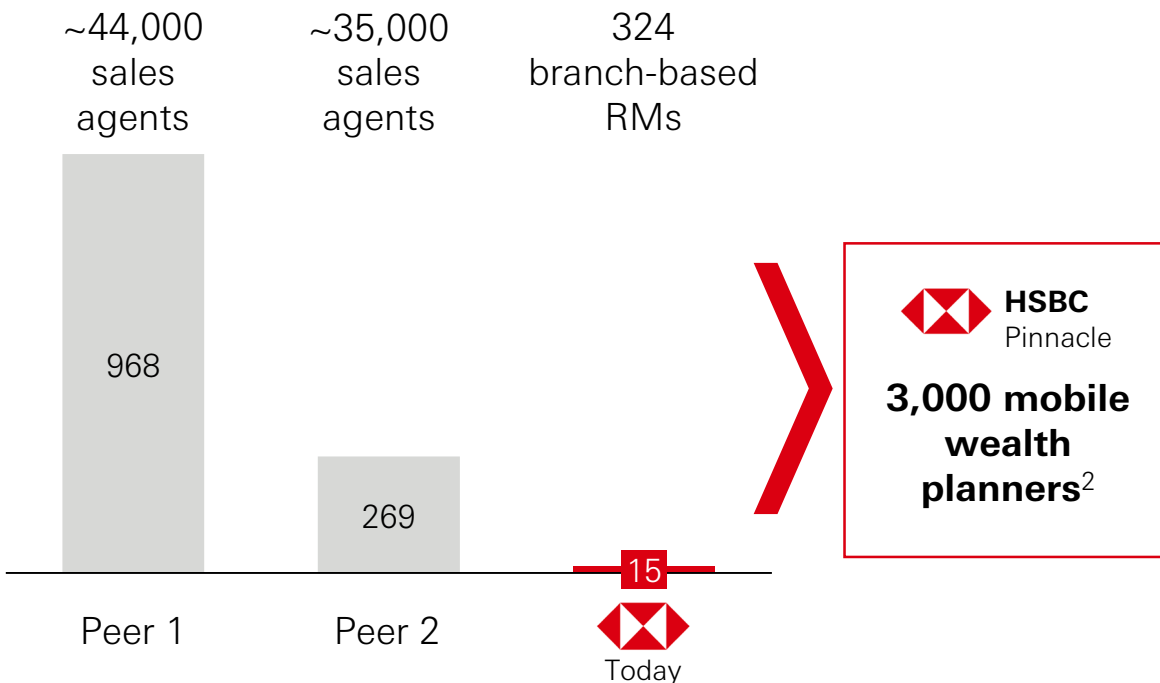 ~44,000
sales
agents
~35,000
sales
agents
324
branch-based
RMs
968
269
15
Peer 1
Peer 2
Today
HSBC
Pinnacle
3,000 mobile
wealth
planners2